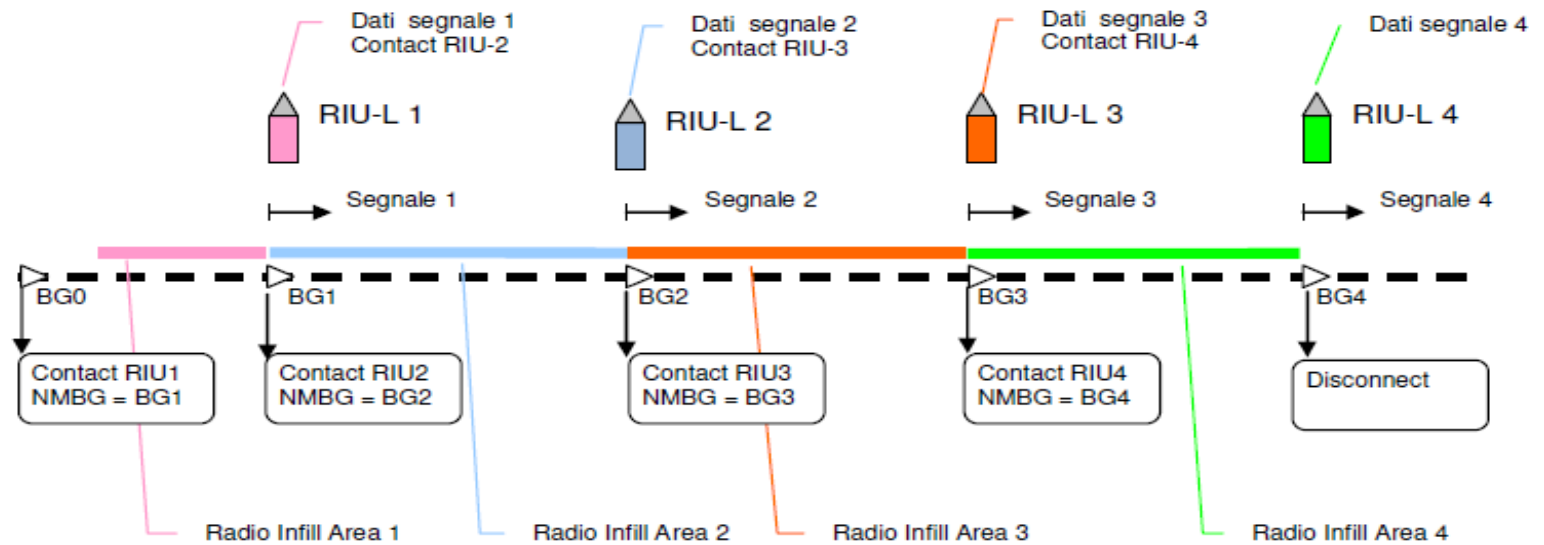 Dati segnale 1
Contact RIU-2
Dati segnale 2
Contact RIU-3
Dati segnale 3
Contact RIU-4
Dati segnale 4
RIU-L 1
RIU-L 2
RIU-L 3
RIU-L 4
Segnale 1
Segnale 2
Segnale 3
Segnale 4
BG0
BG1
BG2
BG3
BG4
Contact RIU1
NMBG = BG1
Contact RIU2
NMBG = BG2
Contact RIU3
NMBG = BG3
Contact RIU4
NMBG = BG4
Disconnect
Radio Infill Area 1
Radio Infill Area 2
Radio Infill Area 3
Radio Infill Area 4